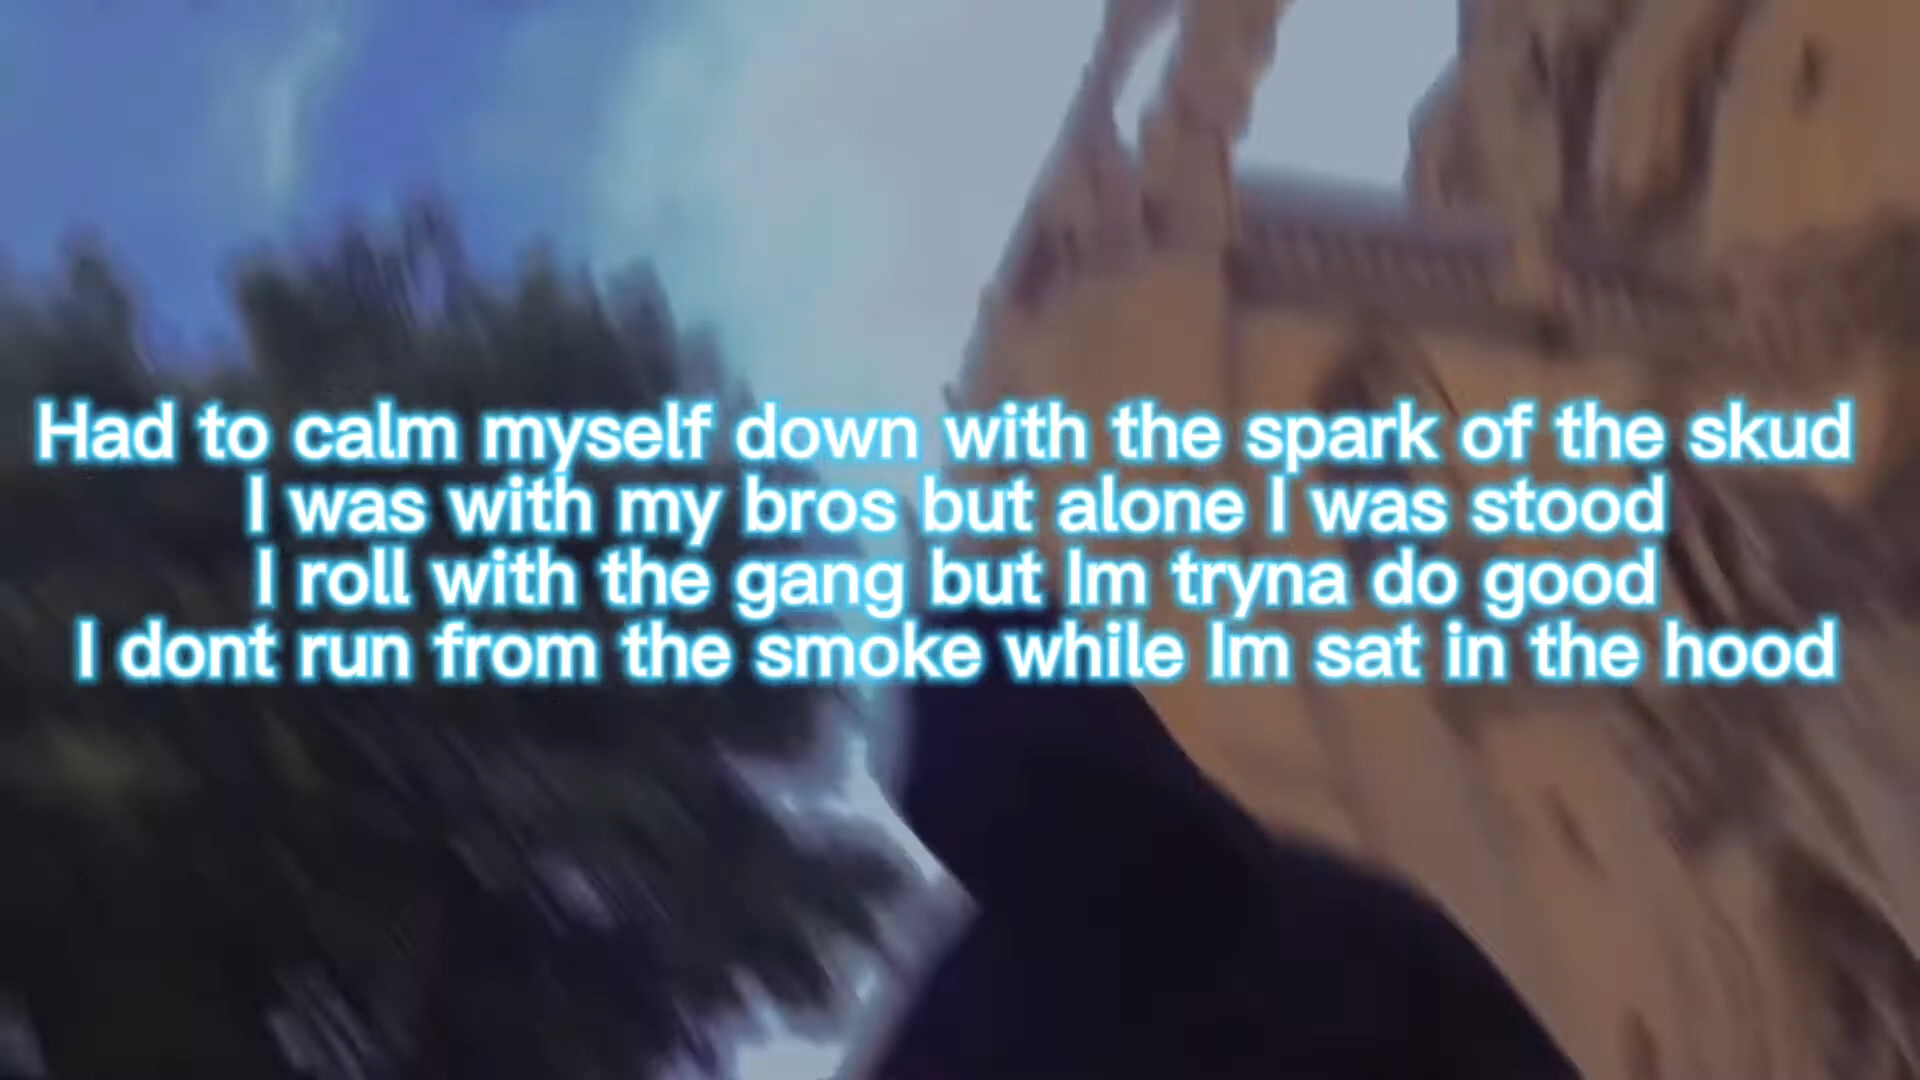 Had to calm myself down with the spark of the skud
I was with my bros but alone I was stood
I roll with the gang but Im tryna do good
I dont run from the smoke while Im sat in the hood